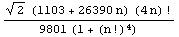 √2 (1103 + 26390 n) (4 n) !
9801 (1 + (n !)⁴)